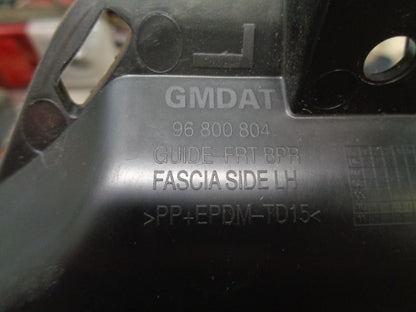 L
GMDAT
96 800 804
GUIDE-FRT BPR
FASCIA SIDE LH
>PP+EPDM-TD15<